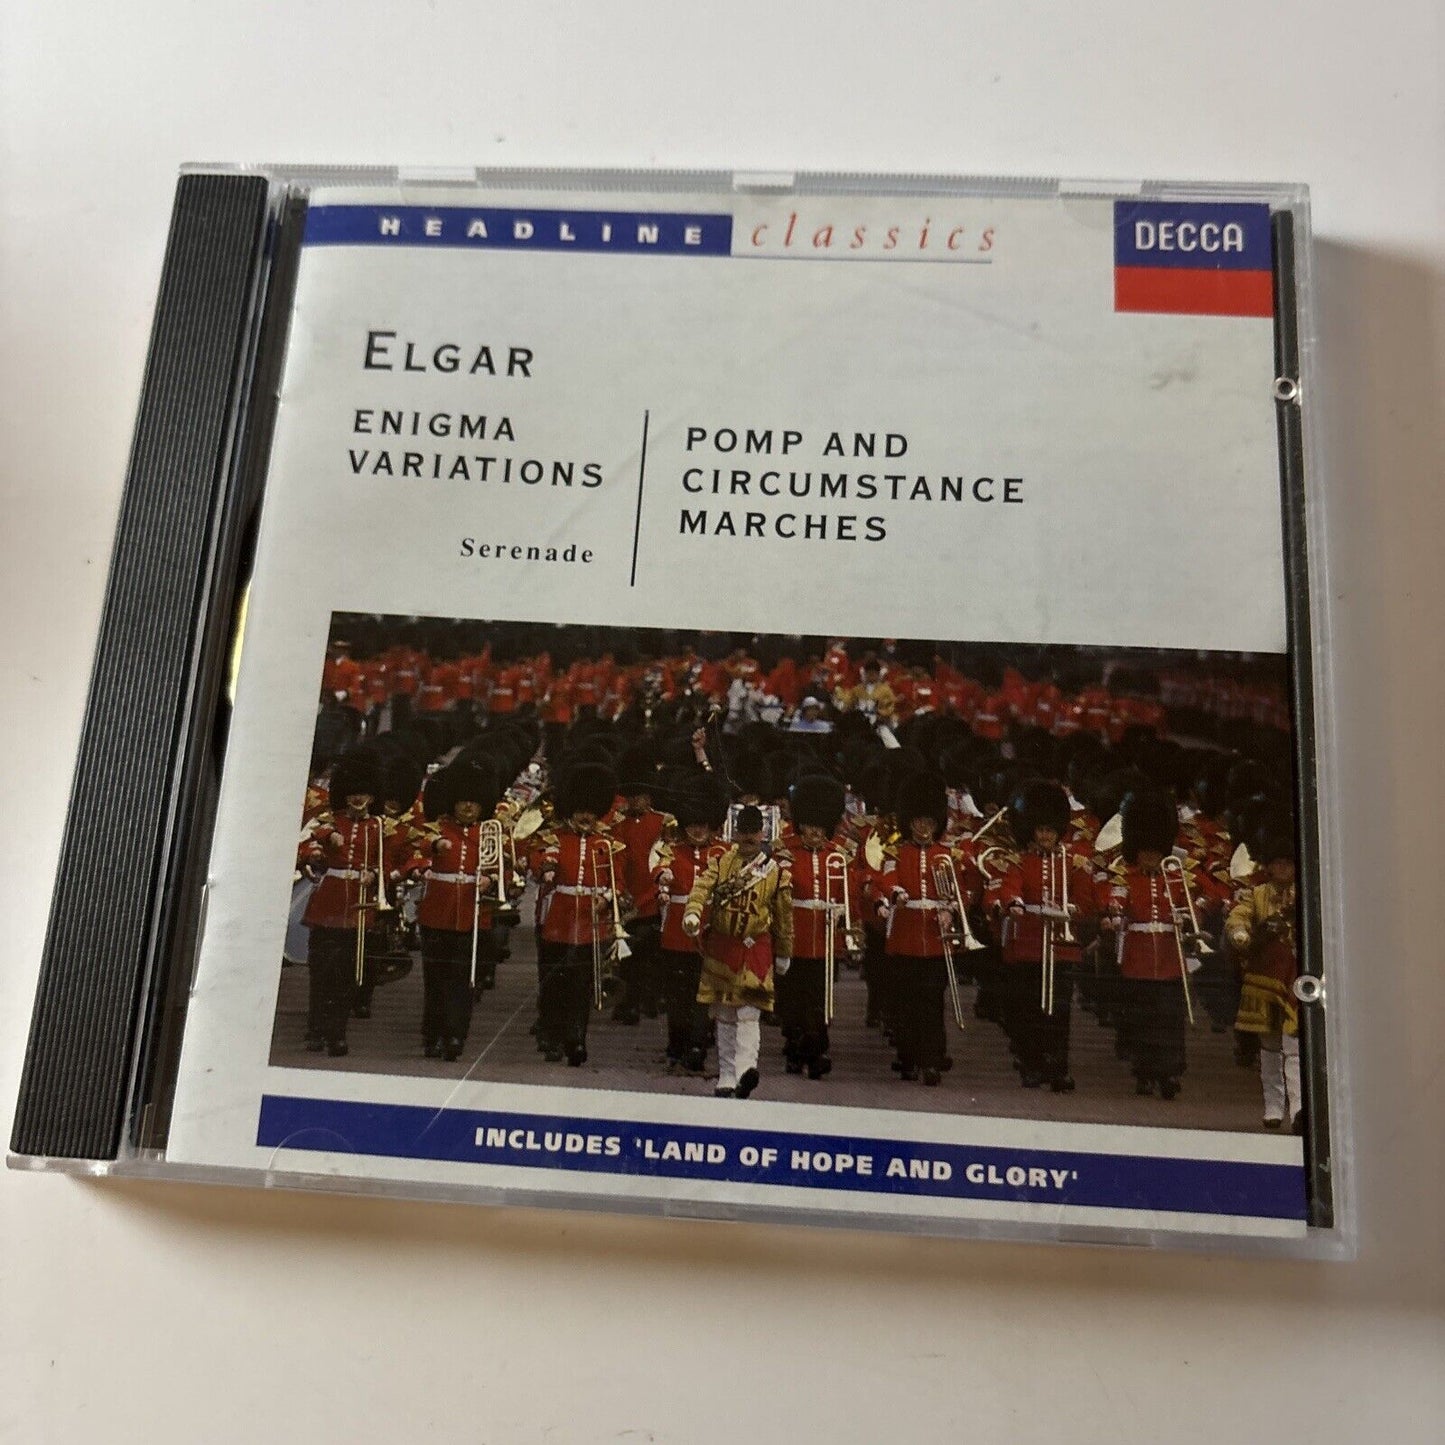 HEADLINE classics
DECCA
ELGAR
ENIGMA
VARIATIONS
Serenade
POMP AND
CIRCUMSTANCE
MARCHES
INCLUDES 'LAND OF HOPE AND GLORY'